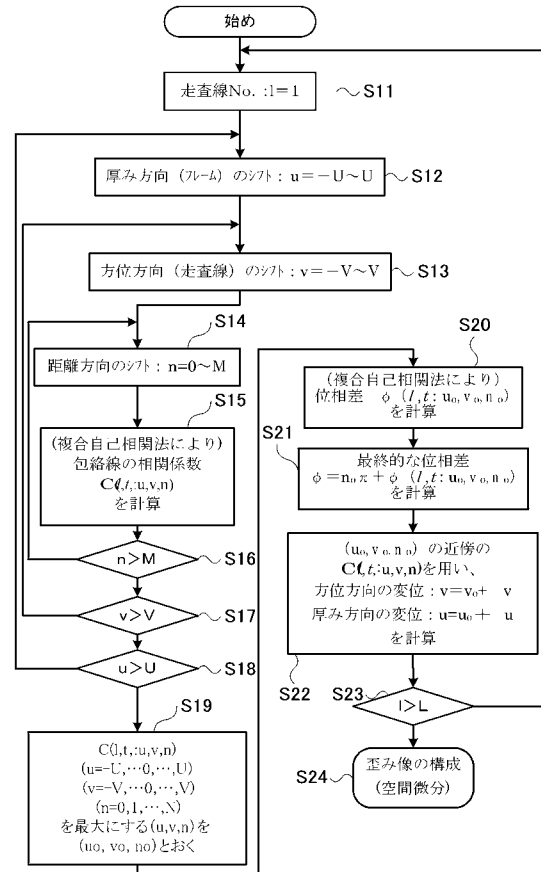 始め
走査線No. :l=1
S11
厚み方向 (フレーム) のシフト: u=-U~U
S12
方位方向 (走査線) のシフト: v=-V~V
S13
S14
距離方向のシフト: n=0~M
S15
(複合自己相関法により)
包絡線の相関係数
C(l,t,:u,v,n)
を計算
n>M
S16
v>V
S17
u>U
S18
S19
C(l,t,:u,v,n)
(u=-U,…0,…,U)
(v=-V,…0,…,V)
(n=0,1,…,N)
を最大にする(u,v,n)を
(uo, vo, no)とおく
S20
(複合自己相関法により)
位相差 φ (l,t: u₀,v₀,n₀)
を計算
S21
最終的な位相差
φ=n₀π+φ (l,t: u₀,v₀,n₀)
を計算
(u₀,v₀,n₀) の近傍の
C(l,t,:u,v,n)を用い、
方位方向の変位: v=v₀+ v
厚み方向の変位: u=u₀+ u
を計算
S22
S23
l>L
S24
歪み像の構成
(空間微分)